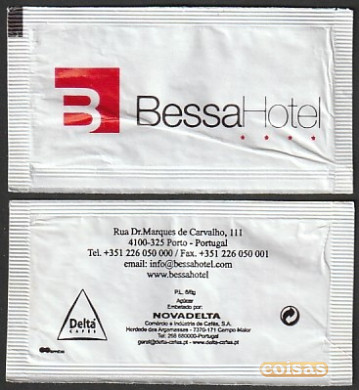 B BessaHotel
Rua Dr.Marques de Carvalho, 111
4100-325 Porto - Portugal
Tel. +351 226 050 000 / Fax. +351 226 050 001
email: info@bessahotel.com
www.bessahotel
P.L. 8/9g
Açúcar
Embalado por:
NOVADELTA
Comércio e Indústria de Cafés, S.A.
Herdade das Argamassas - 7370-171 Campo Maior
Tel. 268 680000-Portugal
geral@delta-cafes.pt - www.delta-cafes.pt
Delta
cafés
coisas